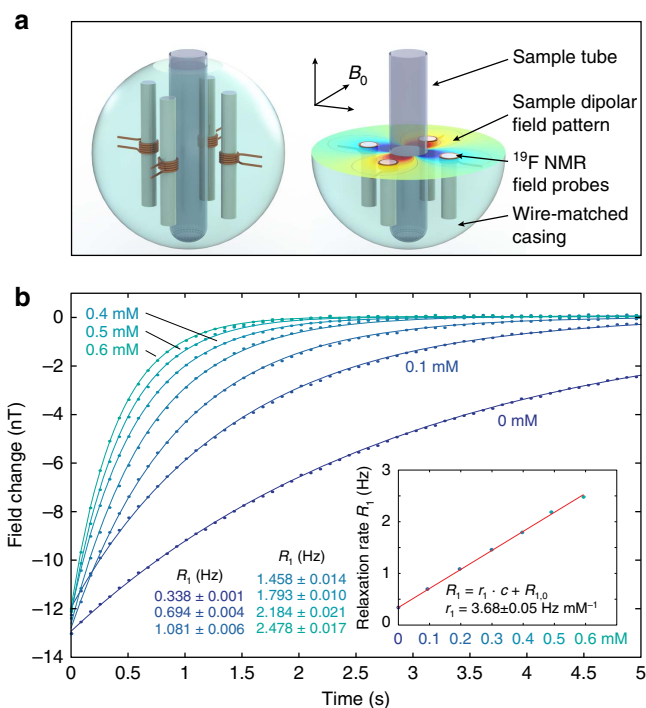 a
B0
Sample tube
Sample dipolar
field pattern
19F NMR
field probes
Wire-matched
casing
b
0
−2
−4
−6
−8
−10
−12
−14
Field change (nT)
0.4 mM
0.5 mM
0.6 mM
0.1 mM
0 mM
R1 (Hz)
0.338 ± 0.001
0.694 ± 0.004
1.081 ± 0.006
R1 (Hz)
1.458 ± 0.014
1.793 ± 0.010
2.184 ± 0.021
2.478 ± 0.017
Relaxation rate R1 (Hz)
3
2
1
0
R1 = r1 · c + R1,0
r1 = 3.68±0.05 Hz mM−1
0 0.1 0.2 0.3 0.4 0.5 0.6 mM
0 0.5 1 1.5 2 2.5 3 3.5 4 4.5 5
Time (s)